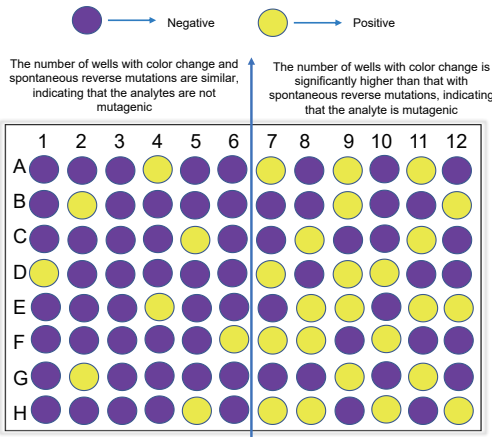 Negative
Positive
The number of wells with color change and
spontaneous reverse mutations are similar,
indicating that the analytes are not
mutagenic
The number of wells with color change is
significantly higher than that with
spontaneous reverse mutations, indicating
that the analyte is mutagenic
1 2 3 4 5 6 7 8 9 10 11 12
A
B
C
D
E
F
G
H